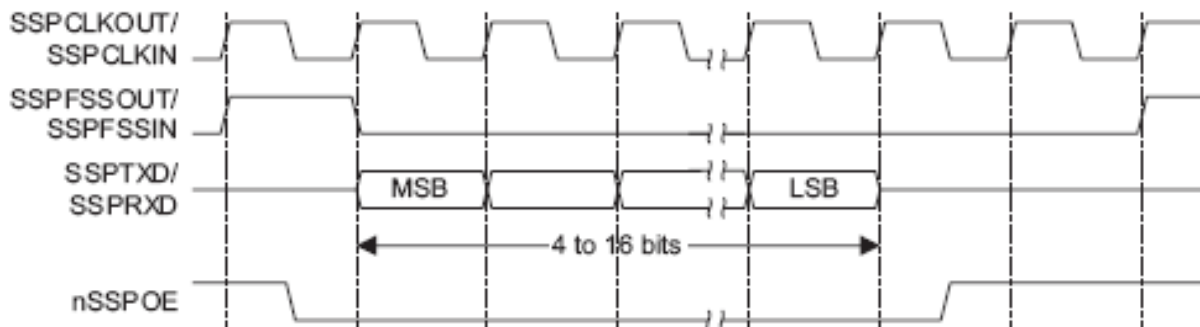 SSPCLKOUT/
SSPCLKIN
SSPFSSOUT/
SSPFSSIN
SSPTXD/
SSPRXD
MSB
LSB
4 to 16 bits
nSSPOE